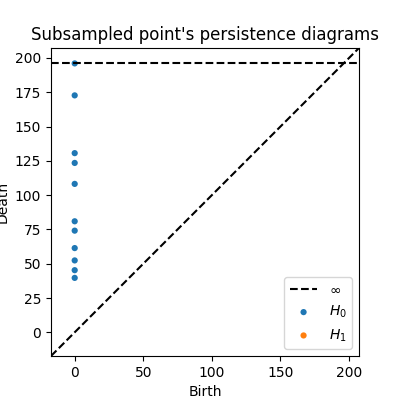 Subsampled point's persistence diagrams
200
175
150
125
100
75
50
25
0
Death
0 50 100 150 200
Birth
∞
H₀
H₁